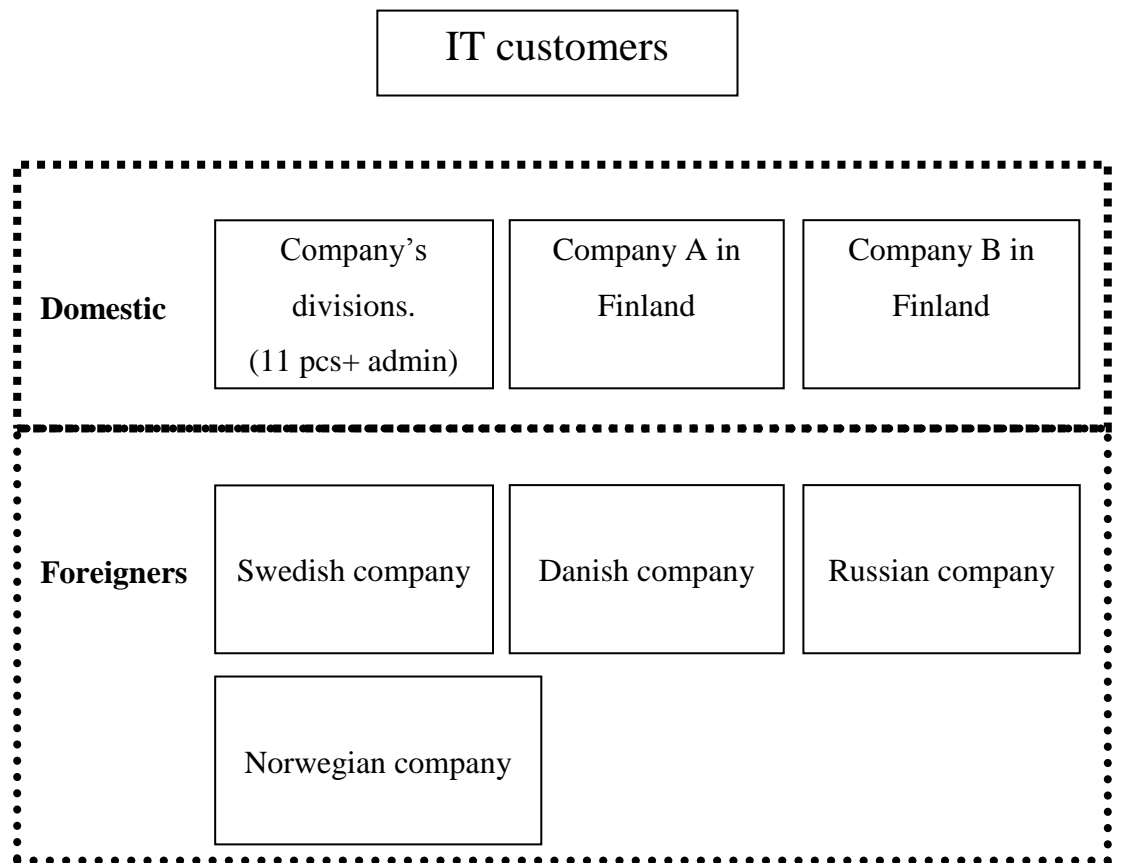 IT customers
Domestic
Company’s
divisions.
(11 pcs+ admin)
Company A in
Finland
Company B in
Finland
Foreigners
Swedish company
Danish company
Russian company
Norwegian company